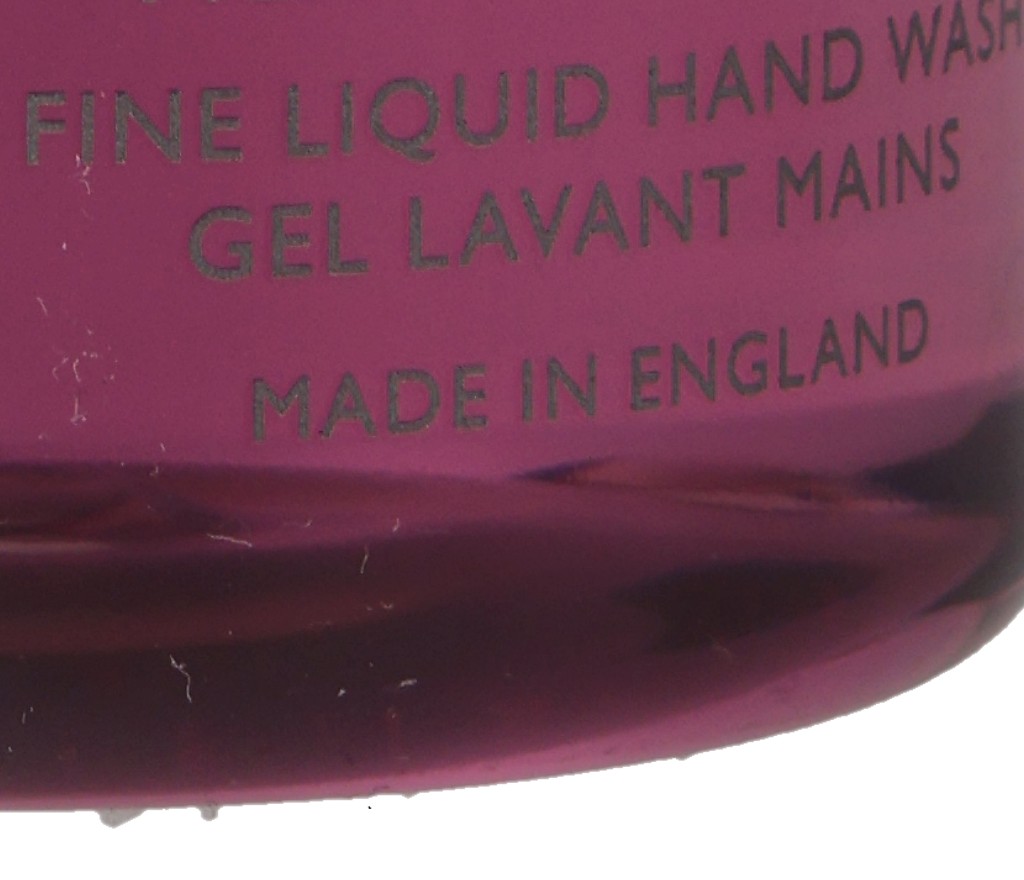 FINE LIQUID HAND WASH
GEL LAVANT MAINS
MADE IN ENGLAND